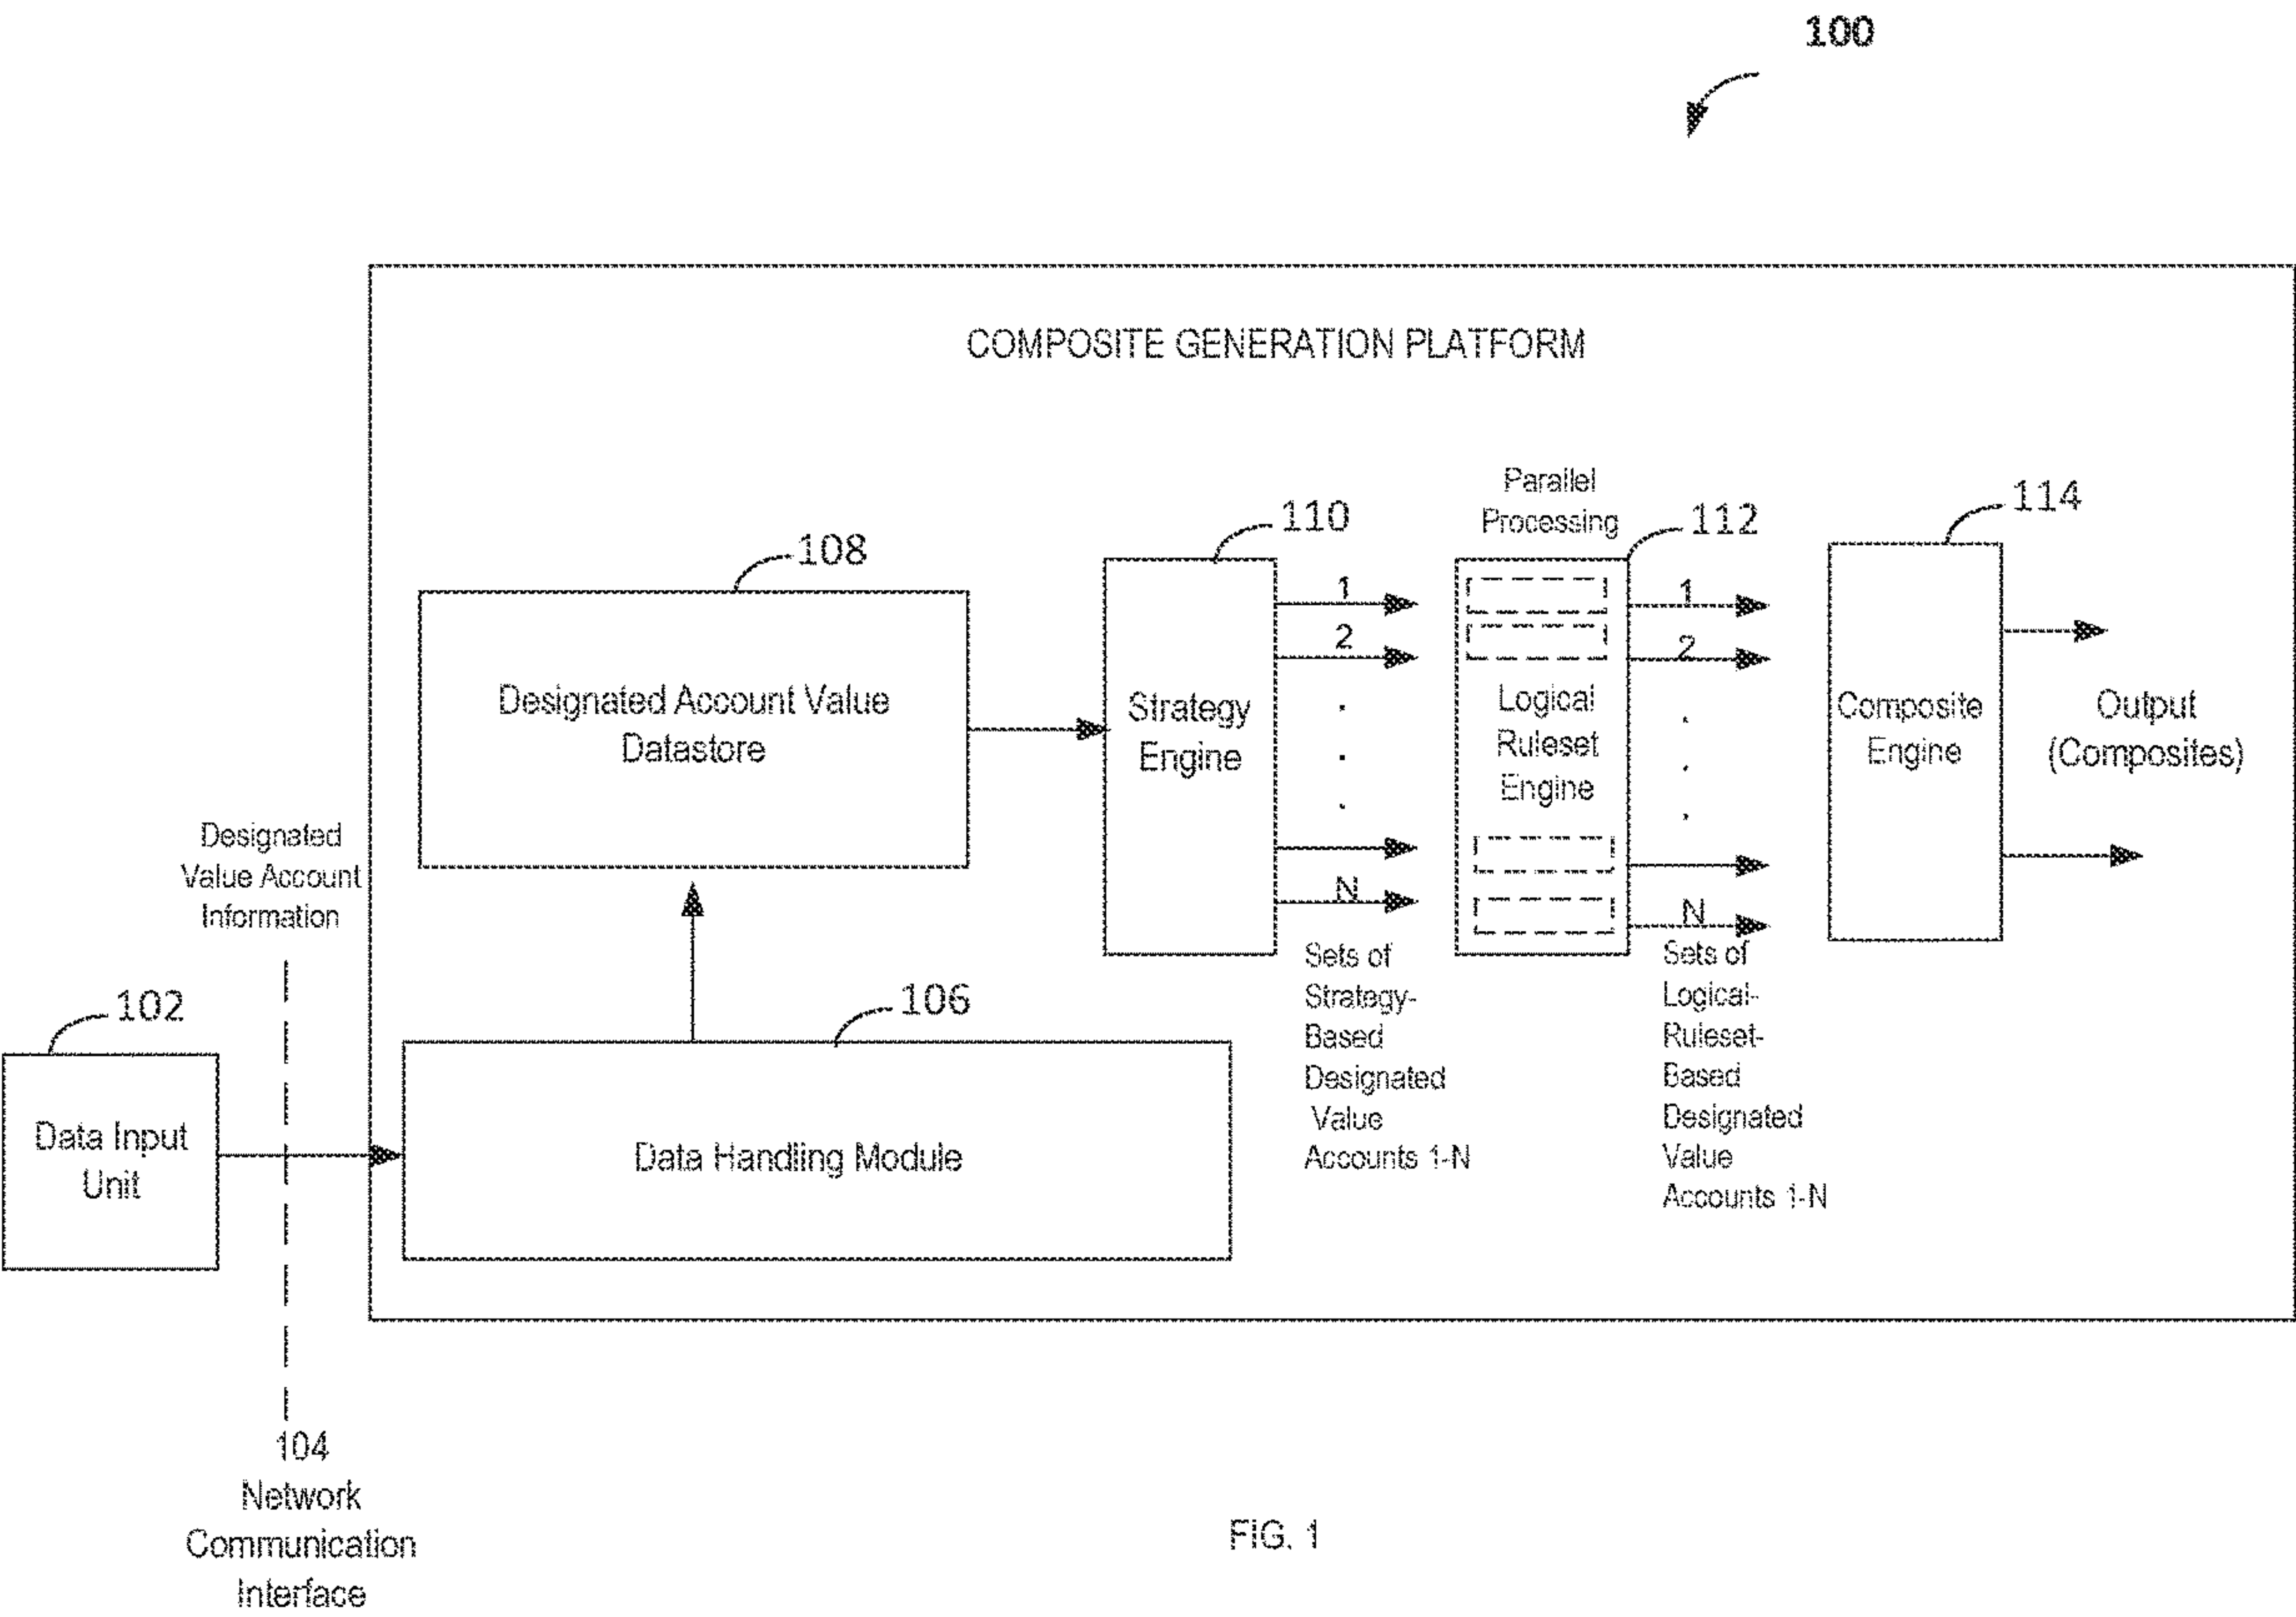 100
COMPOSITE GENERATION PLATFORM
108
Designated Account Value
Datastore
110
Strategy
Engine
1
2
N
Sets of
Strategy-
Based
Designated
Value
Accounts 1-N
Parallel
Processing
112
Logical
Ruleset
Engine
1
2
N
Sets of
Logical-
Ruleset-
Based
Designated
Value
Accounts 1-N
114
Composite
Engine
Output
(Composites)
Designated
Value Account
Information
102
Data Input
Unit
106
Data Handling Module
104
Network
Communication
Interface
FIG. 1